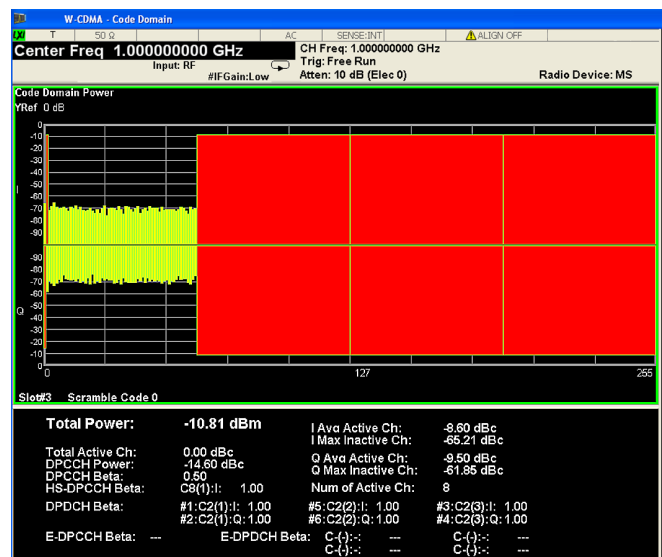 W-CDMA - Code Domain
LXI T 50 Ω AC SENSE:INT ALIGN OFF
Center Freq 1.000000000 GHz
CH Freq: 1.000000000 GHz
Input: RF
Trig: Free Run
#IFGain:Low
Atten: 10 dB (Elec 0)
Radio Device: MS
Code Domain Power
YRef 0 dB
0
-10
-20
-30
-40
I -50
-60
-70
-80
-90
-90
-80
-70
-60
-50
Q -40
-30
-20
-10
0
0 127 255
Slot#3 Scramble Code 0
Total Power: -10.81 dBm
I Avg Active Ch: -8.60 dBc
I Max Inactive Ch: -65.21 dBc
Total Active Ch: 0.00 dBc
Q Avg Active Ch: -9.50 dBc
DPCCH Power: -14.60 dBc
Q Max Inactive Ch: -61.85 dBc
DPCCH Beta: 0.50
HS-DPCCH Beta: C8(1):I: 1.00
Num of Active Ch: 8
DPDCH Beta: #1:C2(1):I: 1.00 #5:C2(2):I: 1.00 #3:C2(3):I: 1.00
#2:C2(1):Q:1.00 #6:C2(2):Q:1.00 #4:C2(3):Q:1.00
E-DPCCH Beta: --- E-DPDCH Beta: C-(-):-: --- C-(-):-: ---
C-(-):-: --- C-(-):-: ---